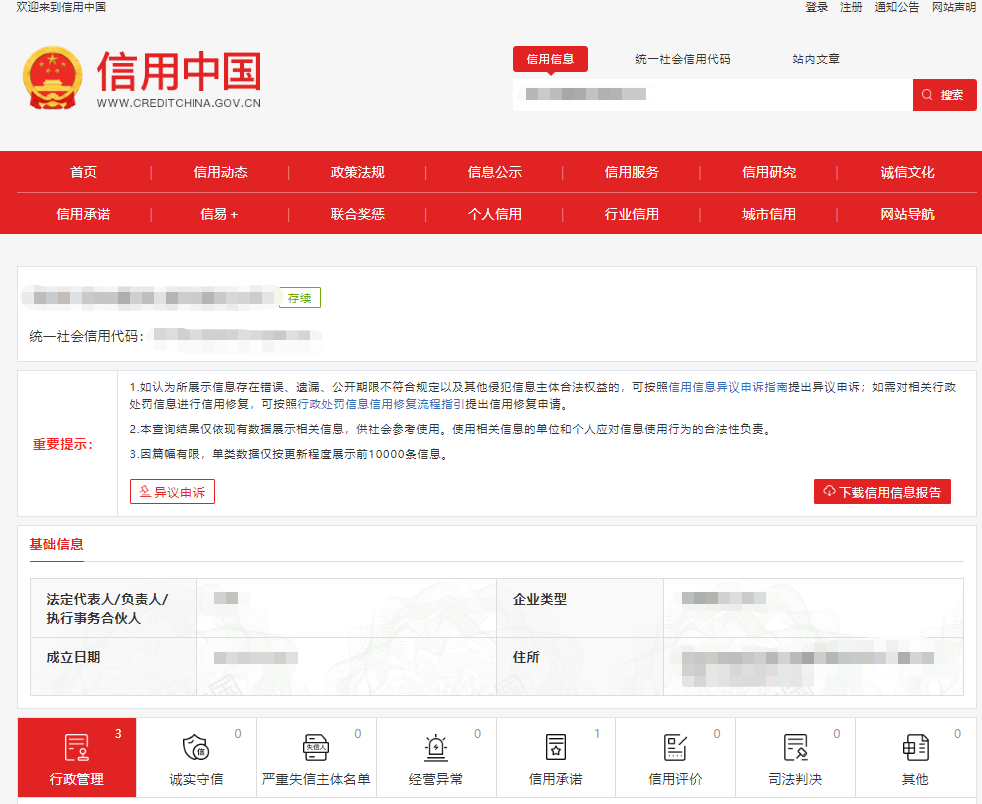 欢迎来到信用中国
登录 注册 通知公告 网站声明
信用中国
WWW.CREDITCHINA.GOV.CN
信用信息 统一社会信用代码 站内文章
搜索
首页 信用动态 政策法规 信息公示 信用服务 信用研究 诚信文化
信用承诺 信易+ 联合奖惩 个人信用 行业信用 城市信用 网站导航
存续
统一社会信用代码:
重要提示:
1.如认为所展示信息存在错误、遗漏、公开期限不符合规定以及其他侵犯信息主体合法权益的,可按照信用信息异议申诉指南提出异议申诉;如需对相关行政
处罚信息进行信用修复,可按照行政处罚信息信用修复流程指引提出信用修复申请。
2.本查询结果仅依现有数据展示相关信息,供社会参考使用。使用相关信息的单位和个人应对信息使用行为的合法性负责。
3.因篇幅有限,单类数据仅按更新程度展示前10000条信息。
异议申诉
下载信用信息报告
基础信息
法定代表人/负责人/
执行事务合伙人
企业类型
成立日期
住所
3 0 0 0 1 0 0 0
失信人
行政管理 诚实守信 严重失信主体名单 经营异常 信用承诺 信用评价 司法判决 其他